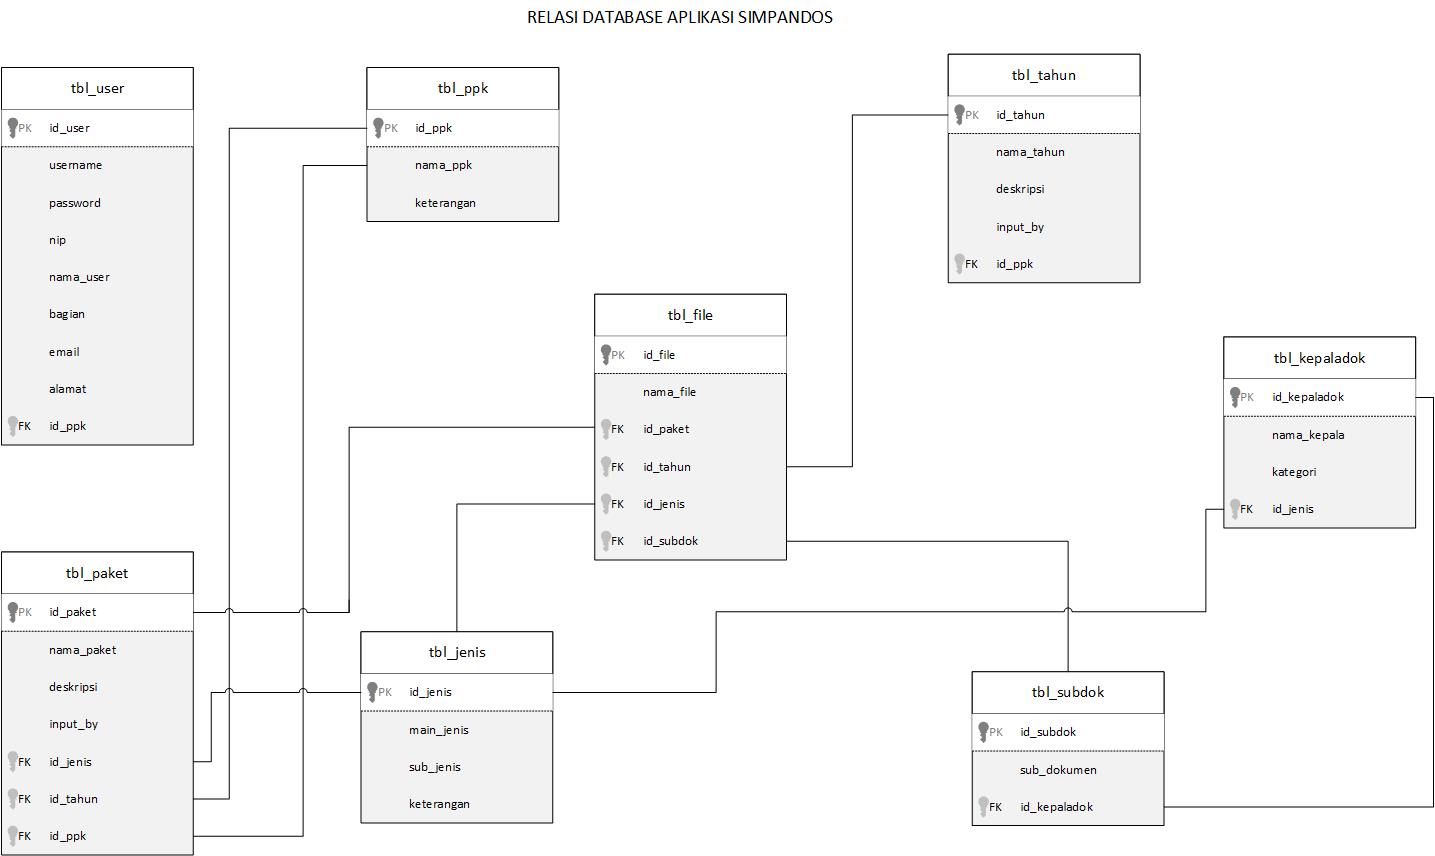 RELASI DATABASE APLIKASI SIMPANDOS
tbl_user
PK id_user
username
password
nip
nama_user
bagian
email
alamat
FK id_ppk
tbl_ppk
PK id_ppk
nama_ppk
keterangan
tbl_tahun
PK id_tahun
nama_tahun
deskripsi
input_by
FK id_ppk
tbl_file
PK id_file
nama_file
FK id_paket
FK id_tahun
FK id_jenis
FK id_subdok
tbl_kepaladok
PK id_kepaladok
nama_kepala
kategori
FK id_jenis
tbl_paket
PK id_paket
nama_paket
deskripsi
input_by
FK id_jenis
FK id_tahun
FK id_ppk
tbl_jenis
PK id_jenis
main_jenis
sub_jenis
keterangan
tbl_subdok
PK id_subdok
sub_dokumen
FK id_kepaladok